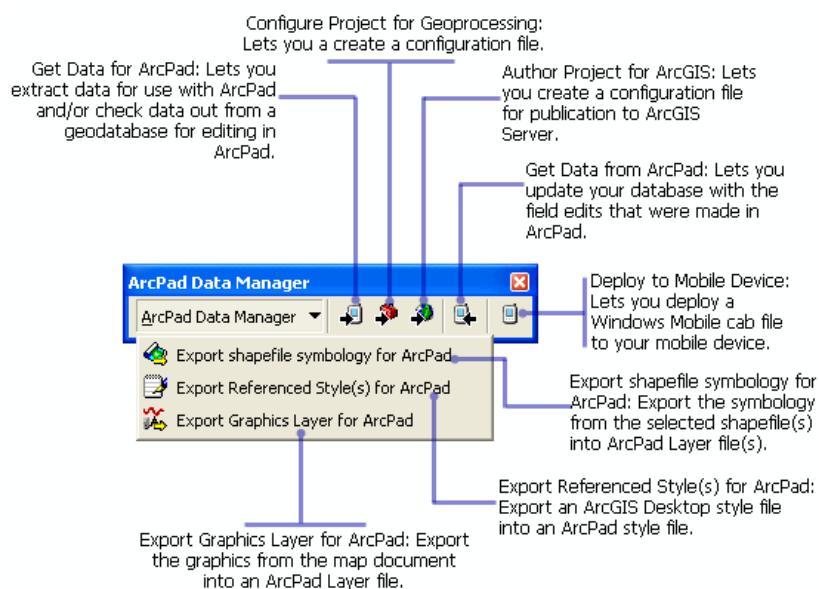 Configure Project for Geoprocessing:
Lets you a create a configuration file.
Get Data for ArcPad: Lets you
extract data for use with ArcPad
and/or check data out from a
geodatabase for editing in
ArcPad.
Author Project for ArcGIS: Lets
you create a configuration file
for publication to ArcGIS
Server.
Get Data from ArcPad: Lets you
update your database with the
field edits that were made in
ArcPad.
ArcPad Data Manager
ArcPad Data Manager
Deploy to Mobile Device:
Lets you deploy a
Windows Mobile cab file
to your mobile device.
Export shapefile symbology for ArcPad
Export Referenced Style(s) for ArcPad
Export Graphics Layer for ArcPad
Export shapefile symbology for
ArcPad: Export the symbology
from the selected shapefile(s)
into ArcPad Layer file(s).
Export Referenced Style(s) for ArcPad:
Export an ArcGIS Desktop style file
into an ArcPad style file.
Export Graphics Layer for ArcPad: Export
the graphics from the map document
into an ArcPad Layer file.